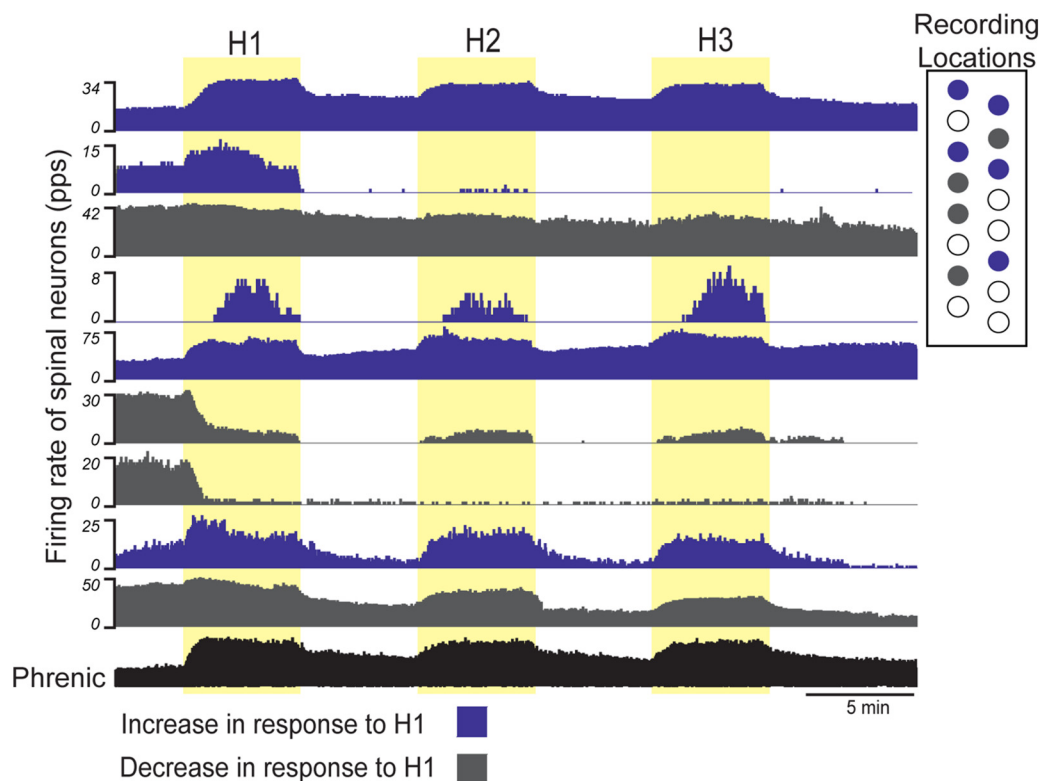 H1 H2 H3
Recording
Locations
Firing rate of spinal neurons (pps)
34
0
15
0
42
0
8
0
75
0
30
0
20
0
25
0
50
0
Phrenic
5 min
Increase in response to H1
Decrease in response to H1